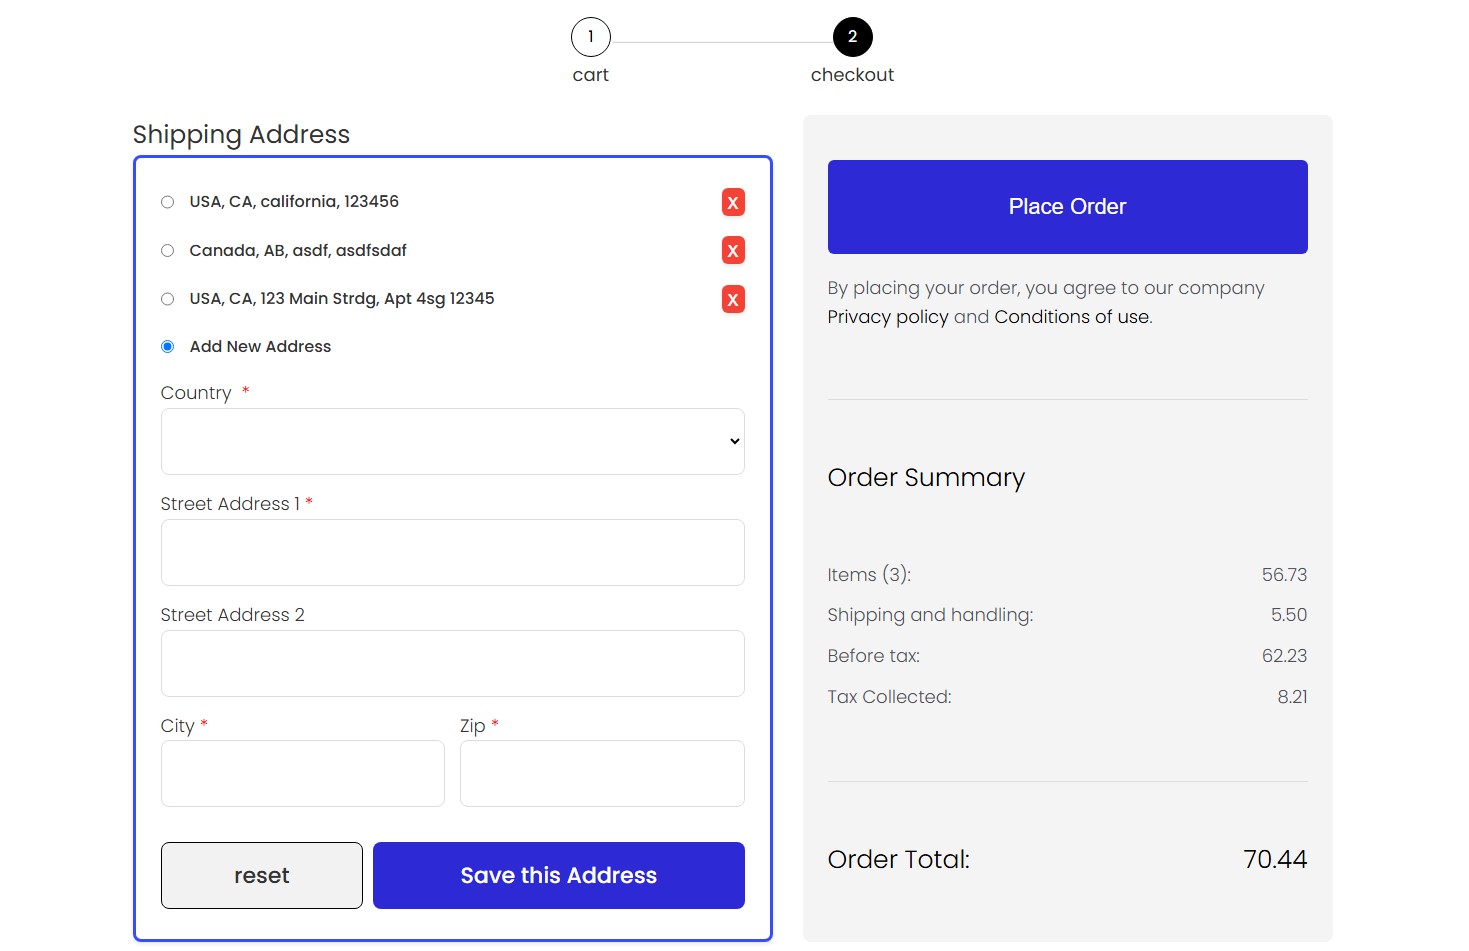 1
2
cart
checkout
Shipping Address
USA, CA, california, 123456
X
Canada, AB, asdf, asdfsdaf
X
USA, CA, 123 Main Strdg, Apt 4sg 12345
X
Add New Address
Country *
Street Address 1 *
Street Address 2
City *
Zip *
reset
Save this Address
Place Order
By placing your order, you agree to our company
Privacy policy and Conditions of use.
Order Summary
Items (3): 56.73
Shipping and handling: 5.50
Before tax: 62.23
Tax Collected: 8.21
Order Total: 70.44